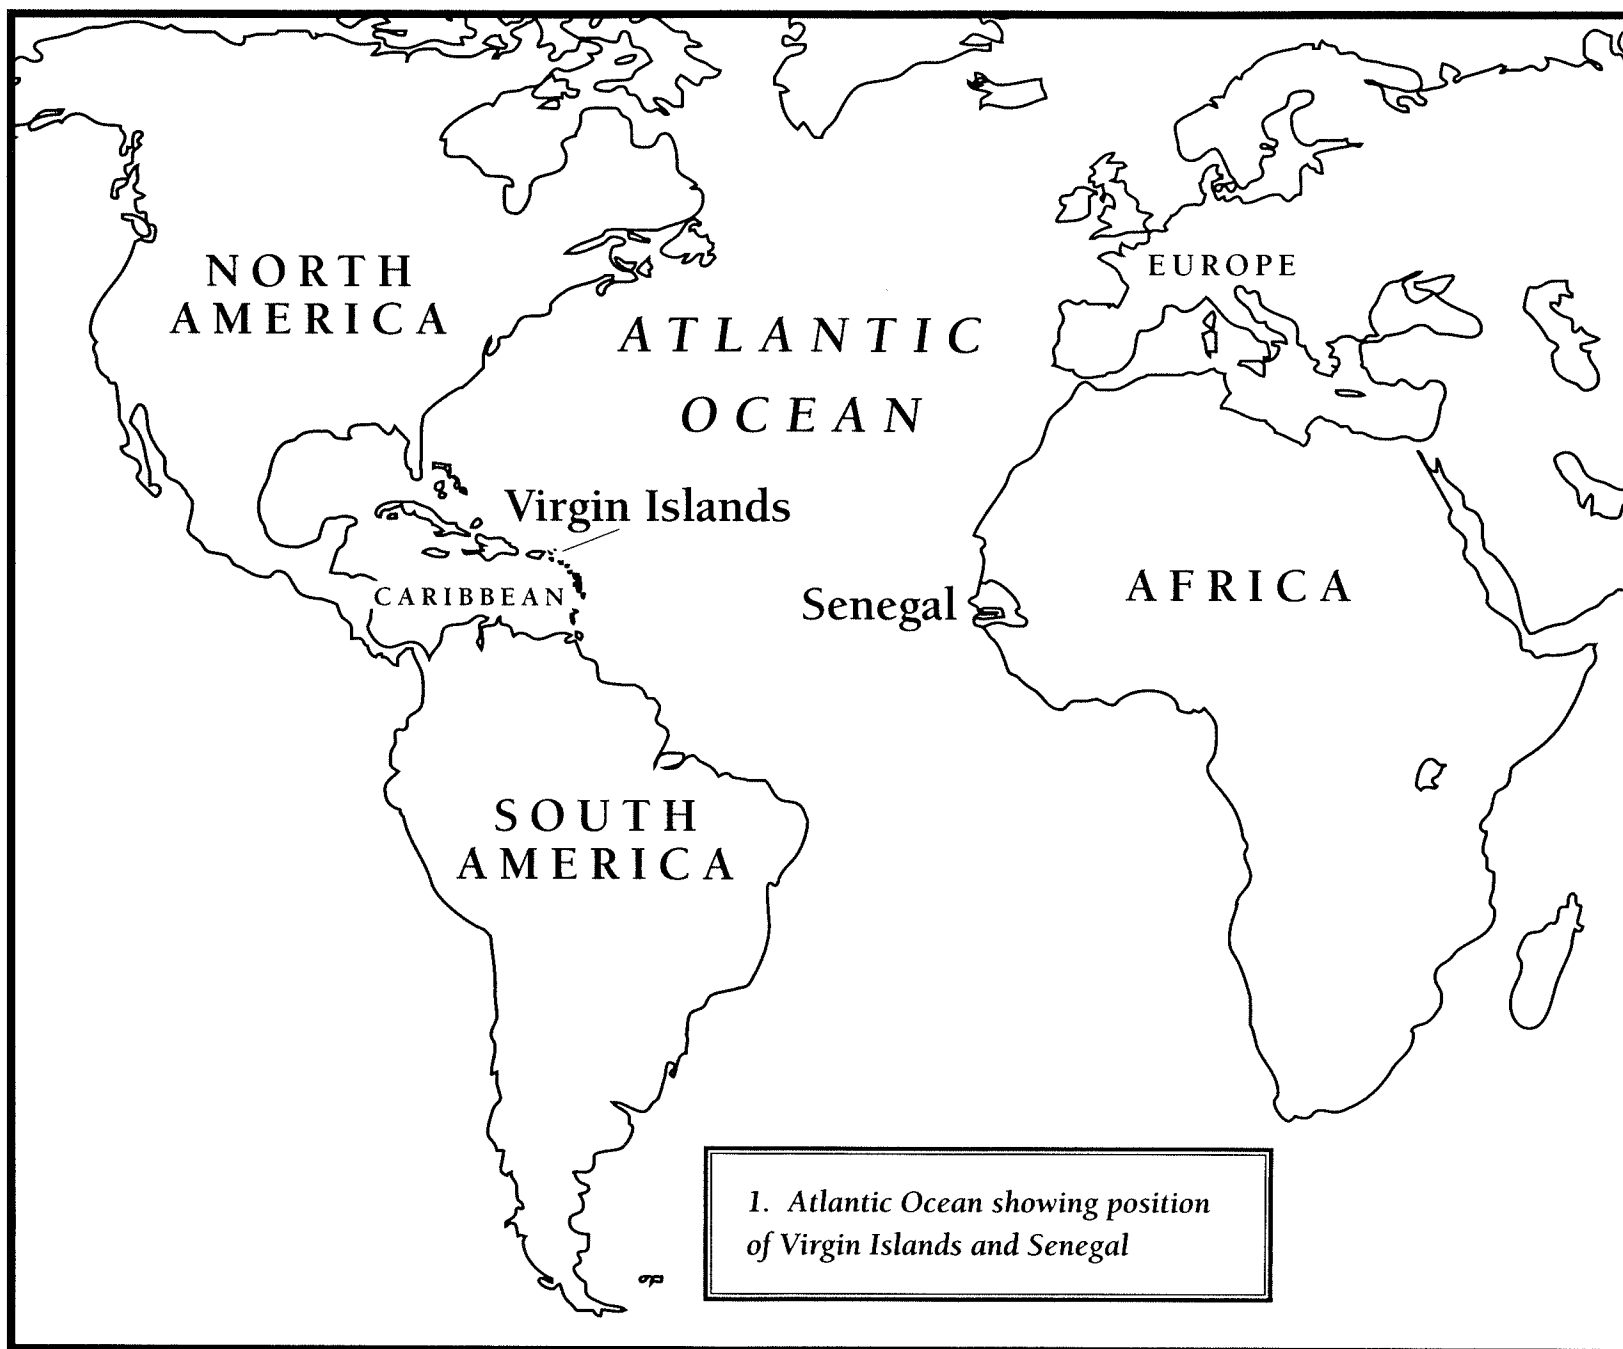 NORTH
AMERICA
EUROPE
ATLANTIC
OCEAN
Virgin Islands
CARIBBEAN
Senegal
AFRICA
SOUTH
AMERICA
1. Atlantic Ocean showing position
of Virgin Islands and Senegal